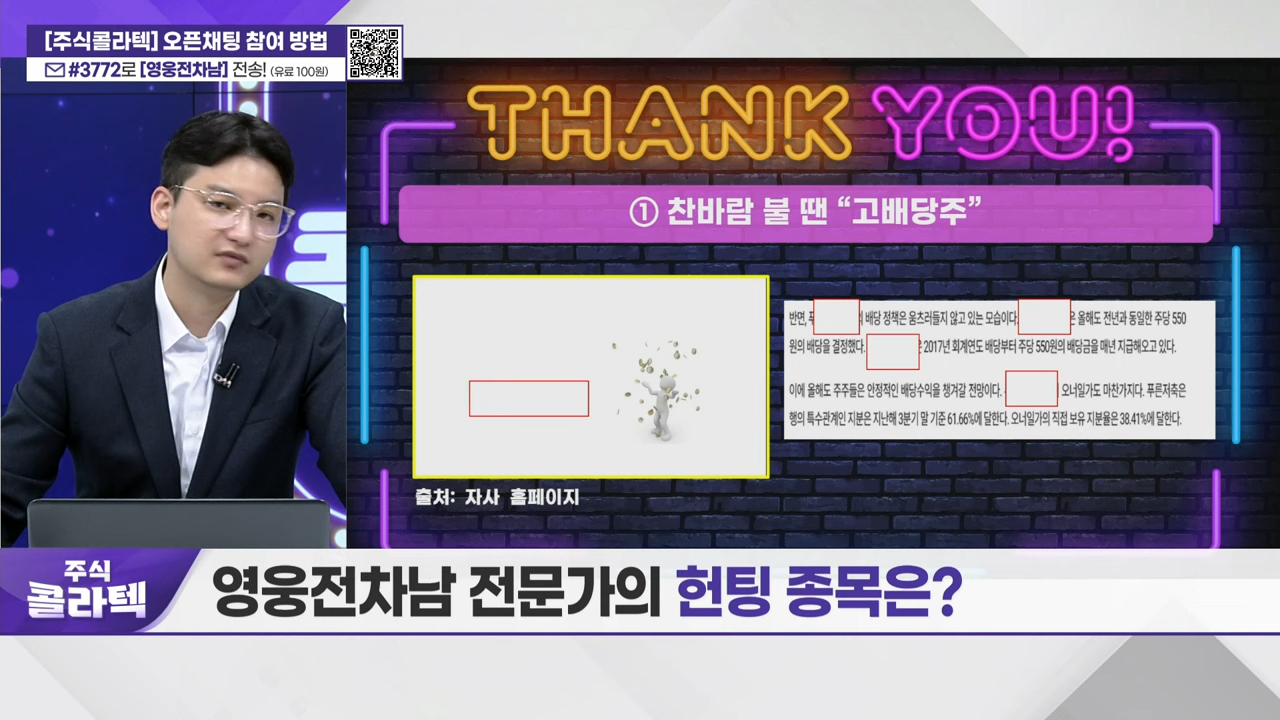 [주식콜라텍] 오픈채팅 참여 방법
#3772로 [영웅전차남] 전송! (유료 100원)
THANK YOU!
① 찬바람 불 땐 “고배당주”
반면, 푸 의 배당 정책은 움츠러들지 않고 있는 모습이다. 은 올해도 전년과 동일한 주당 550
원의 배당을 결정했다. 은 2017년 회계연도 배당부터 주당 550원의 배당금을 매년 지급해오고 있다.
이에 올해도 주주들은 안정적인 배당수익을 챙겨갈 전망이다. 오너일가도 마찬가지다. 푸른저축은
행의 특수관계인 지분은 지난해 3분기 말 기준 61.66%에 달한다. 오너일가의 직접 보유 지분율은 38.41%에 달한다.
출처: 자사 홈페이지
주식
콜라텍
영웅전차남 전문가의 헌팅 종목은?